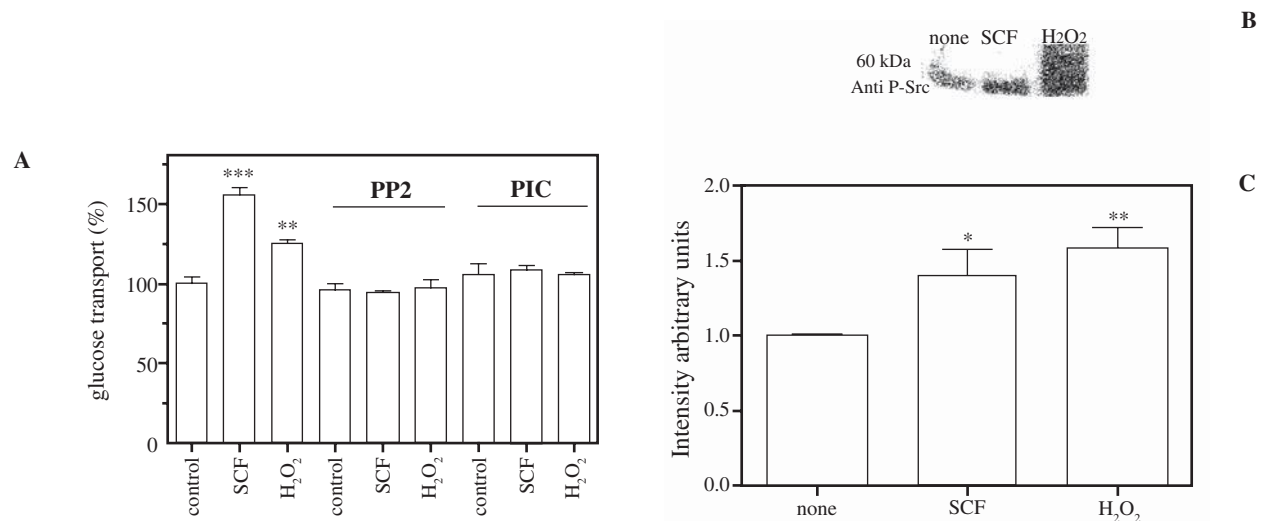 A
glucose transport (%)
150
100
50
0
***
**
PP2
PIC
control
SCF
H₂O₂
control
SCF
H₂O₂
control
SCF
H₂O₂
B
none SCF H₂O₂
60 kDa
Anti P-Src
C
Intensity arbitrary units
2.0
1.5
1.0
0.5
0.0
*
**
none
SCF
H₂O₂